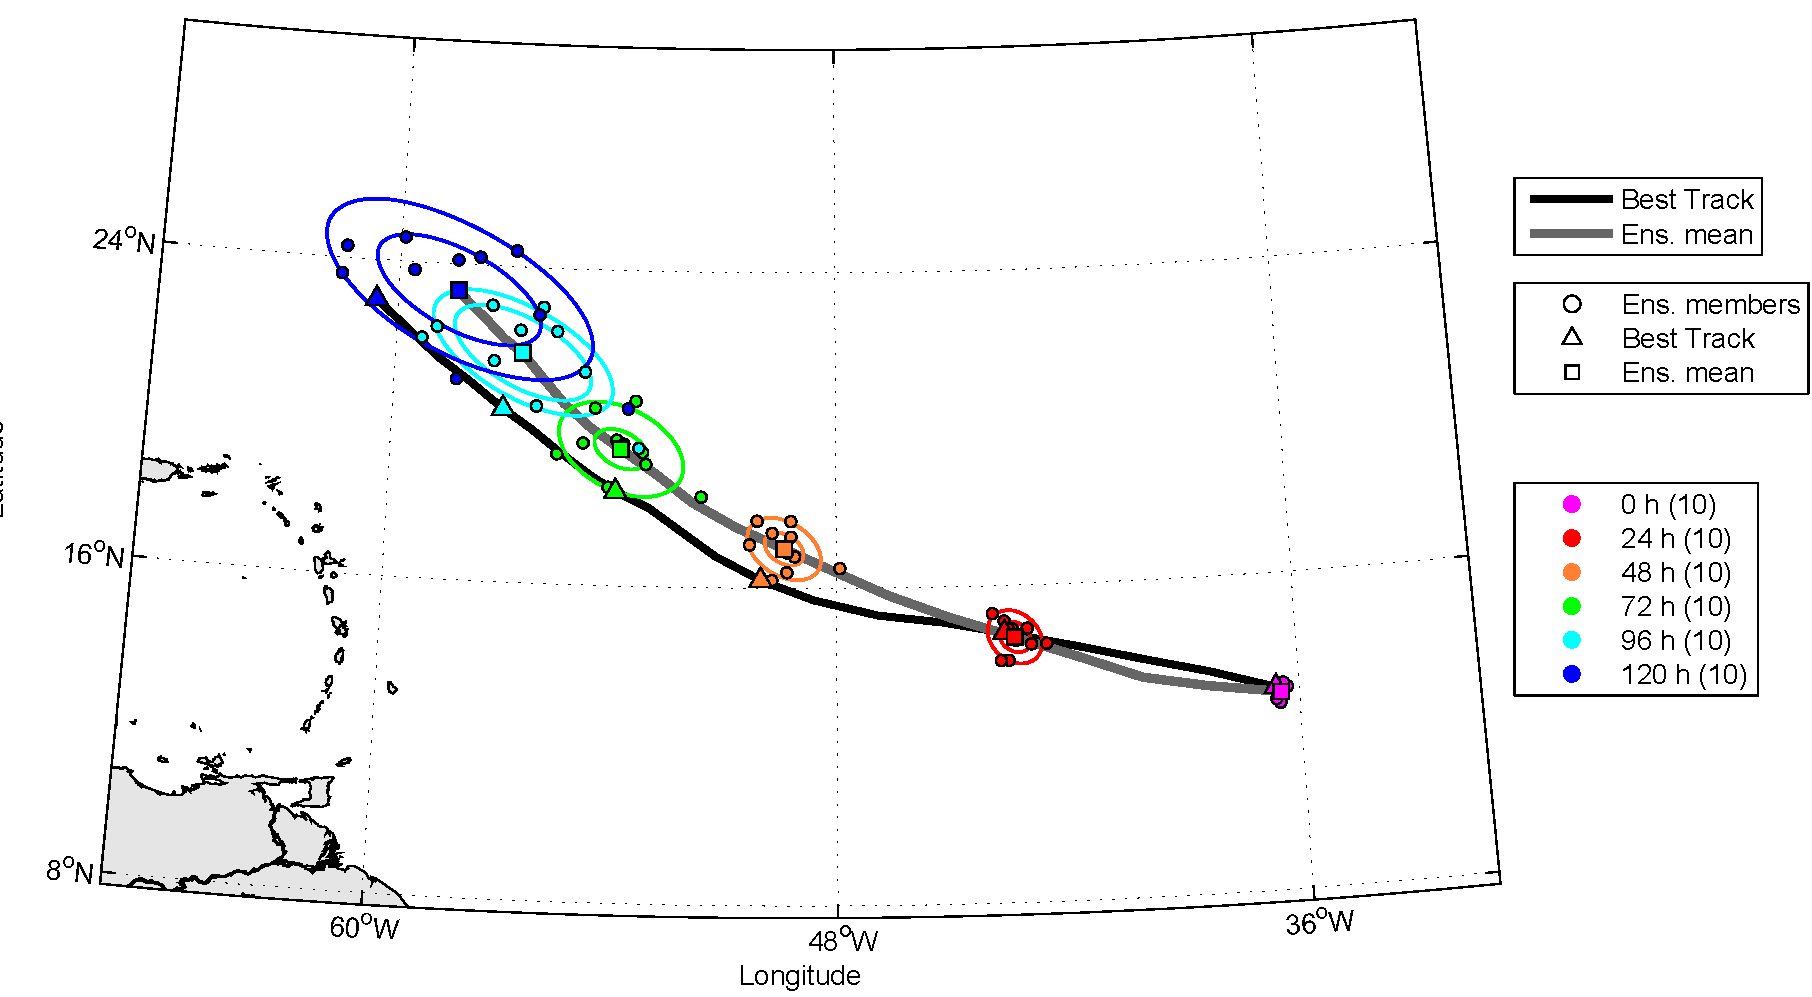 Best Track
Ens. mean
24°N
Ens. members
Best Track
Ens. mean
0 h (10)
24 h (10)
16°N
48 h (10)
72 h (10)
96 h (10)
120 h (10)
8°N
60°W
48°W
36°W
Longitude